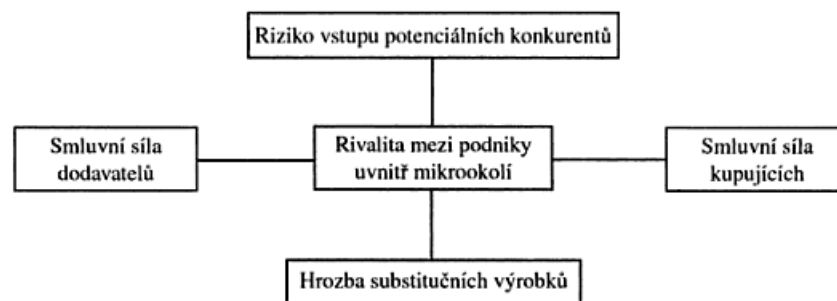 Riziko vstupu potenciálních konkurentů
Smluvní síla
dodavatelů
Rivalita mezi podniky
uvnitř mikrookolí
Smluvní síla
kupujících
Hrozba substitučních výrobků